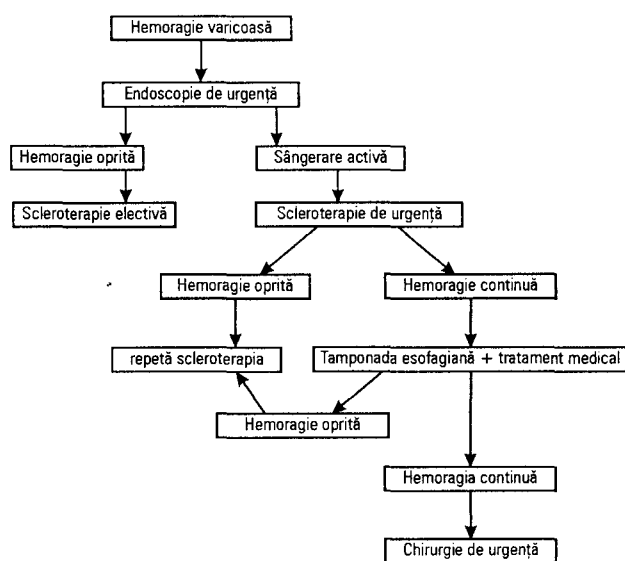 Hemoragie varicoasă
Endoscopie de urgență
Hemoragie oprită
Sângerare activă
Scleroterapie electivă
Scleroterapie de urgență
Hemoragie oprită
Hemoragie continuă
repetă scleroterapia
Tamponada esofagiană + tratament medical
Hemoragie oprită
Hemoragia continuă
Chirurgie de urgență